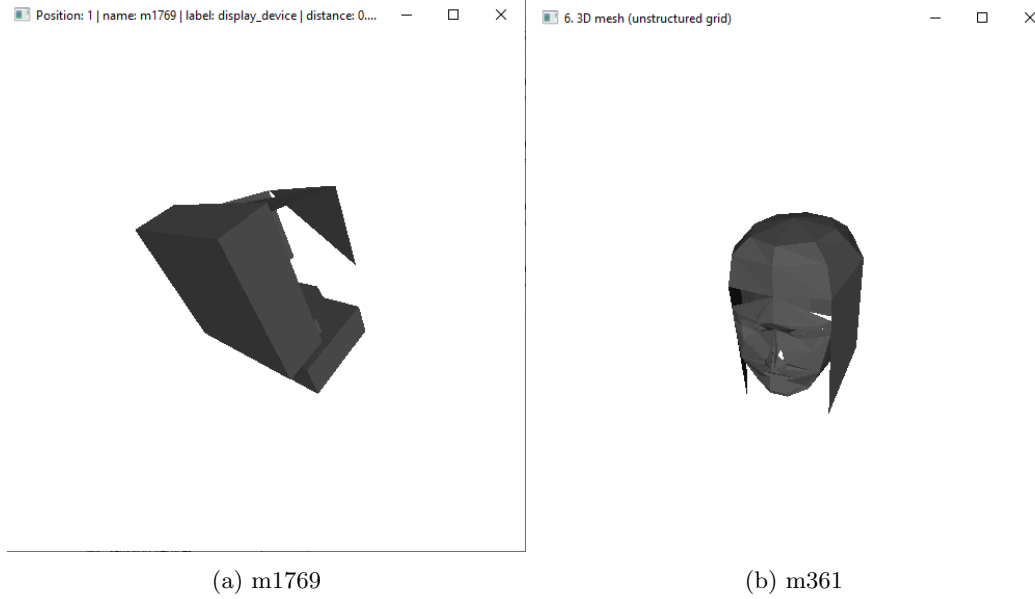 Position: 1 | name: m1769 | label: display_device | distance: 0....
6. 3D mesh (unstructured grid)
(a) m1769
(b) m361